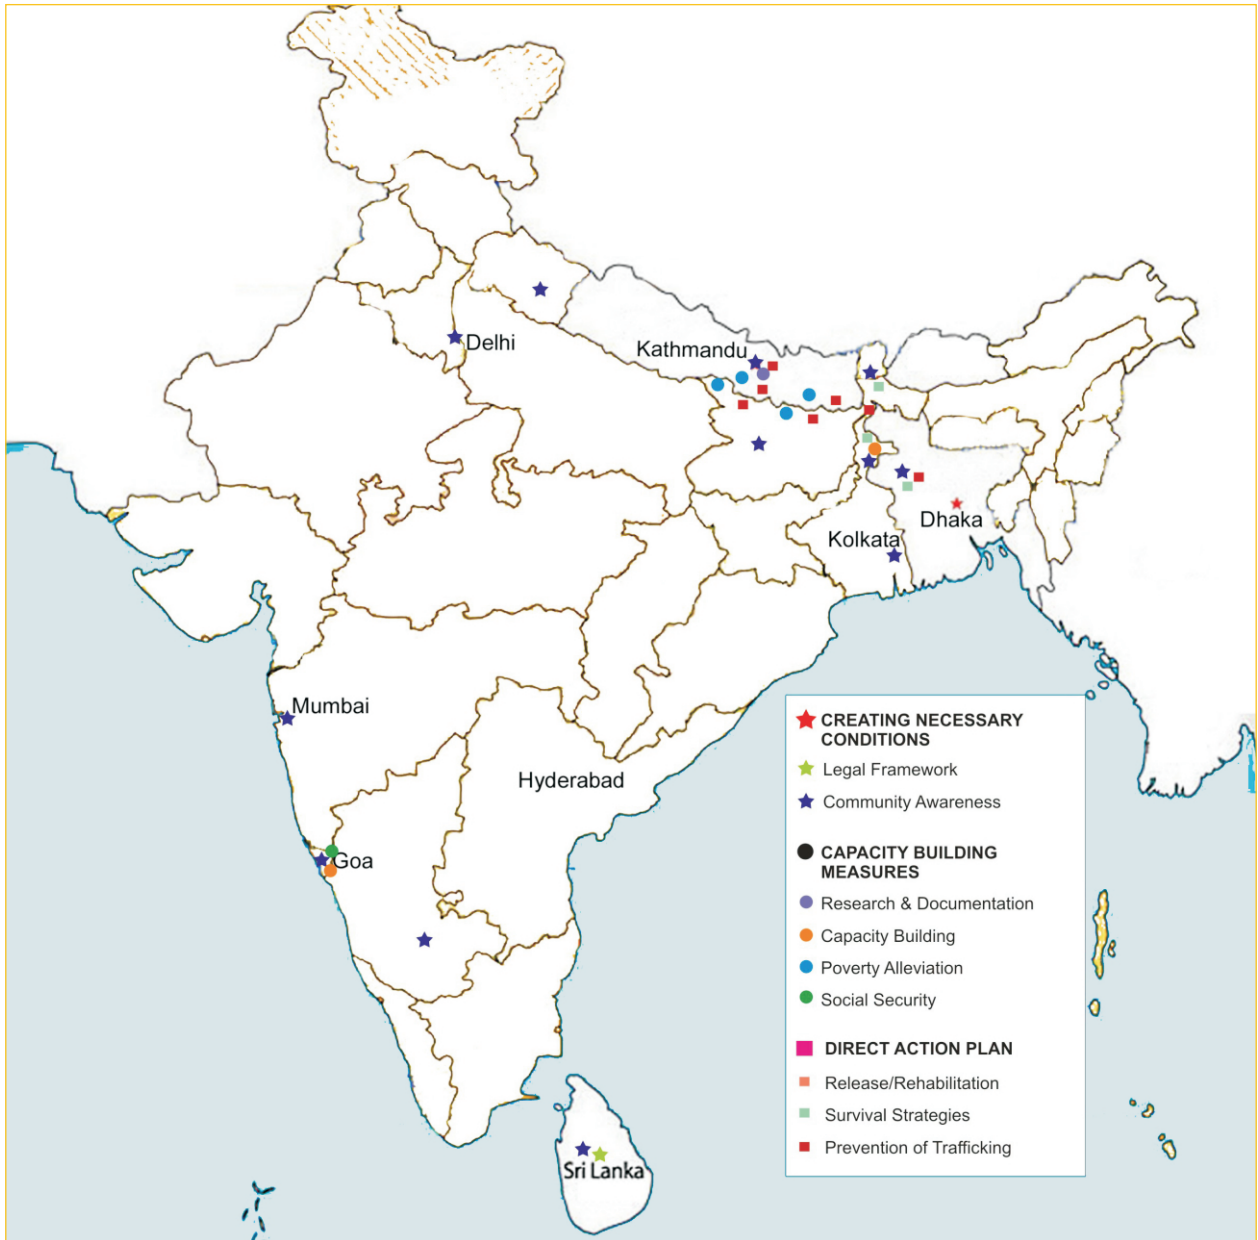 Delhi
Kathmandu
Dhaka
Kolkata
Mumbai
Hyderabad
Goa
Sri Lanka
CREATING NECESSARY
CONDITIONS
Legal Framework
Community Awareness
CAPACITY BUILDING
MEASURES
Research & Documentation
Capacity Building
Poverty Alleviation
Social Security
DIRECT ACTION PLAN
Release/Rehabilitation
Survival Strategies
Prevention of Trafficking